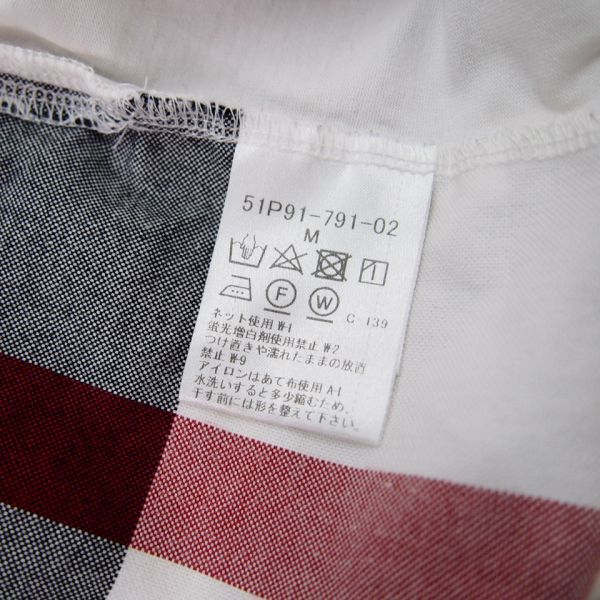 51P91-791-02
M
F W C 139
ネット使用 W-1
蛍光増白剤使用禁止 W-2
つけ置きや濡れたままの放置
禁止 W-9
アイロンはあて布使用 A-1
水洗いすると多少縮むため、
干す前には形を整えて下さい。